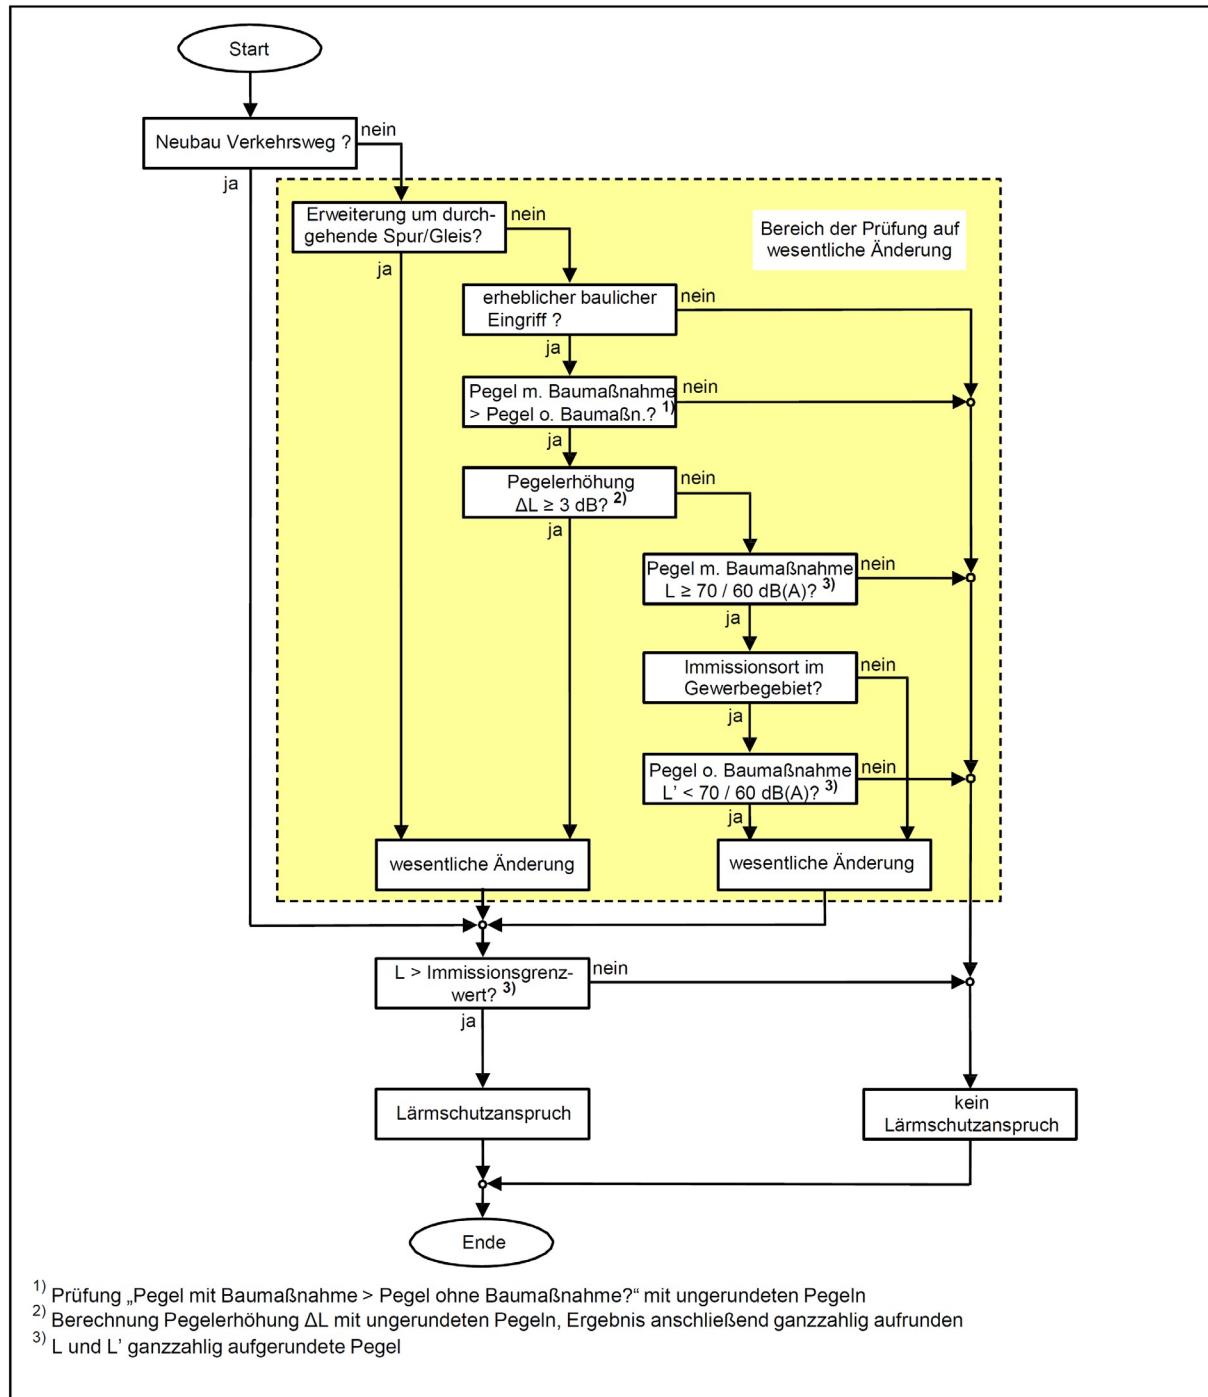 Start
Neubau Verkehrsweg ?
nein
ja
Erweiterung um durch-
gehende Spur/Gleis?
nein
ja
Bereich der Prüfung auf
wesentliche Änderung
erheblicher baulicher
Eingriff ?
nein
ja
Pegel m. Baumaßnahme
> Pegel o. Baumaßn.? 1)
nein
ja
Pegelerhöhung
ΔL ≥ 3 dB? 2)
nein
ja
Pegel m. Baumaßnahme
L ≥ 70 / 60 dB(A)? 3)
nein
ja
Immissionsort im
Gewerbegebiet?
nein
ja
Pegel o. Baumaßnahme
L' < 70 / 60 dB(A)? 3)
nein
ja
wesentliche Änderung
wesentliche Änderung
L > Immissionsgrenz-
wert? 3)
nein
ja
Lärmschutzanspruch
kein
Lärmschutzanspruch
Ende
1) Prüfung „Pegel mit Baumaßnahme > Pegel ohne Baumaßnahme?“ mit ungerundeten Pegeln
2) Berechnung Pegelerhöhung ΔL mit ungerundeten Pegeln, Ergebnis anschließend ganzzahlig aufrunden
3) L und L' ganzzahlig aufgerundete Pegel